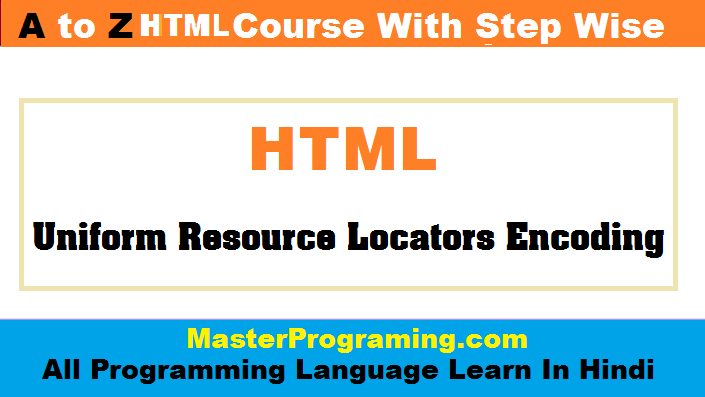 A to Z HTML Course With Step Wise
HTML
Uniform Resource Locators Encoding
MasterPrograming.com
All Programming Language Learn In Hindi